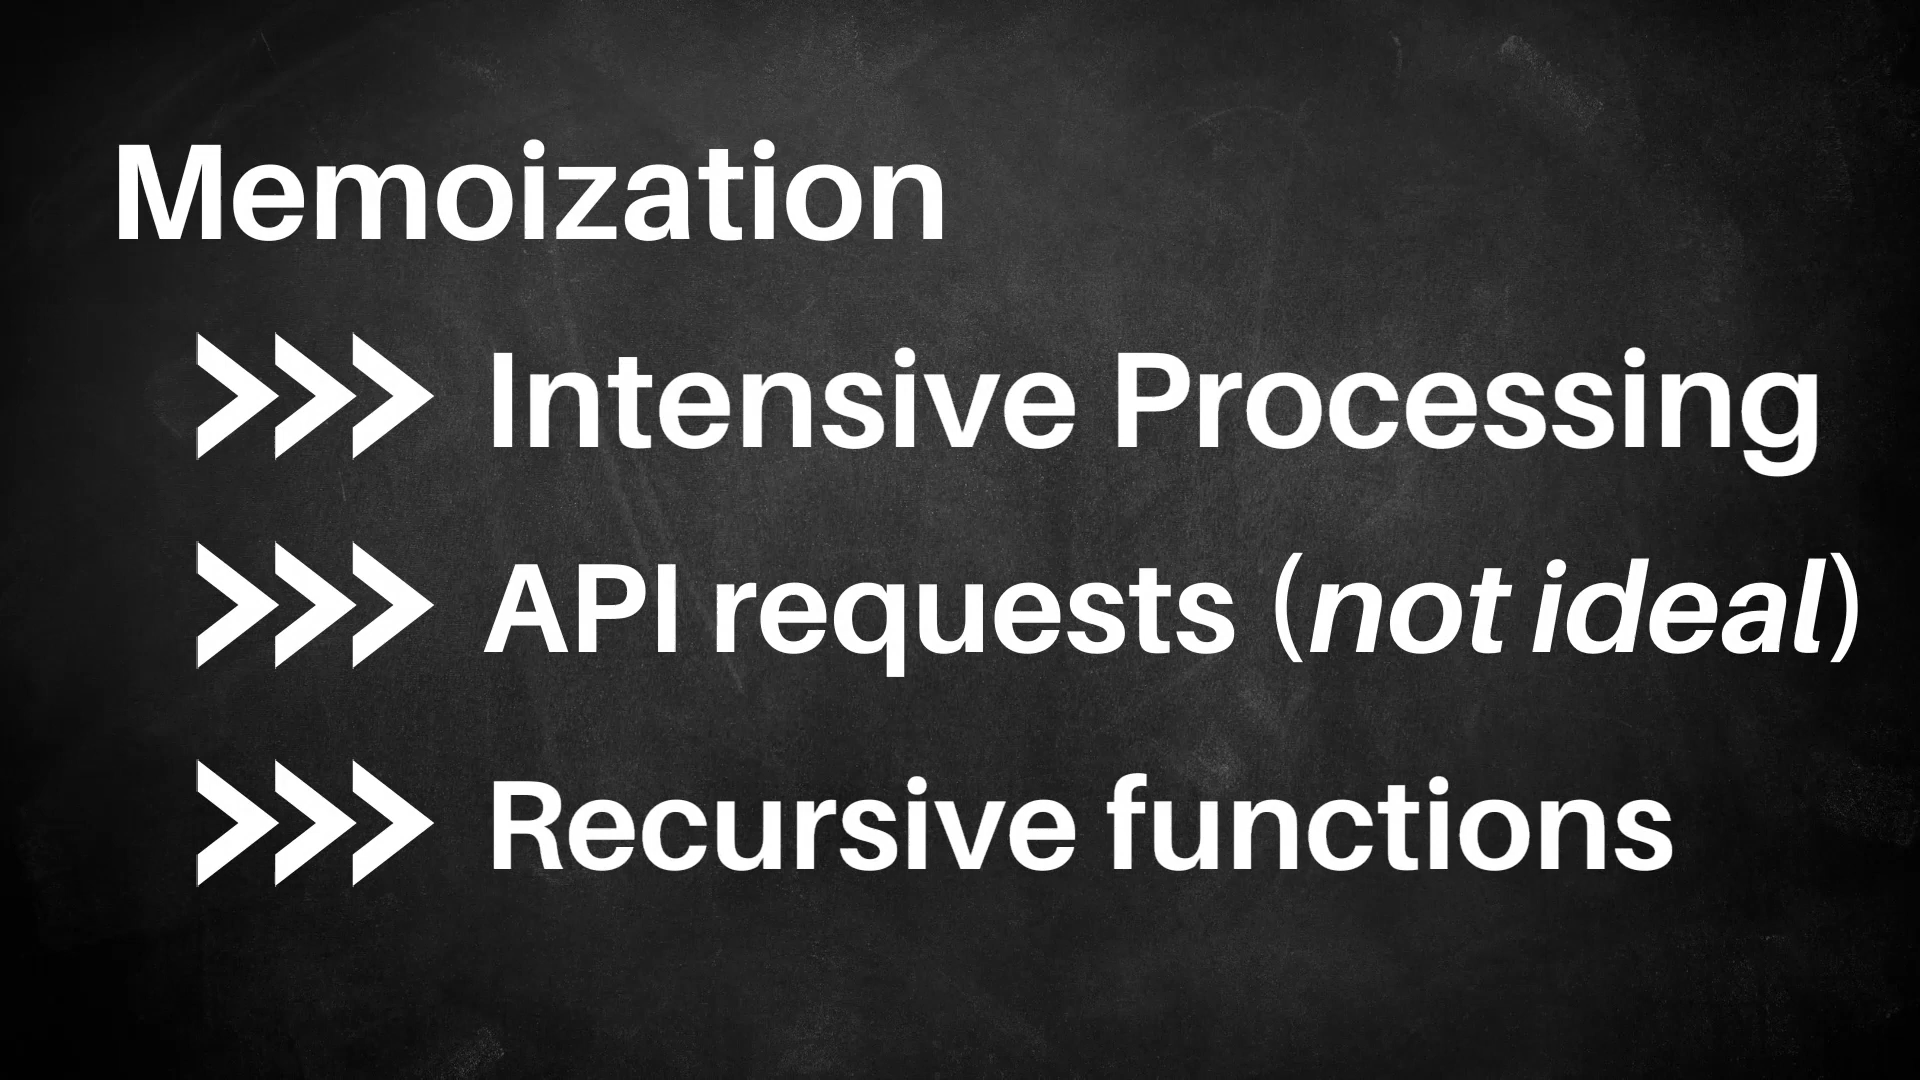 Memoization
Intensive Processing
API requests (not ideal)
Recursive functions